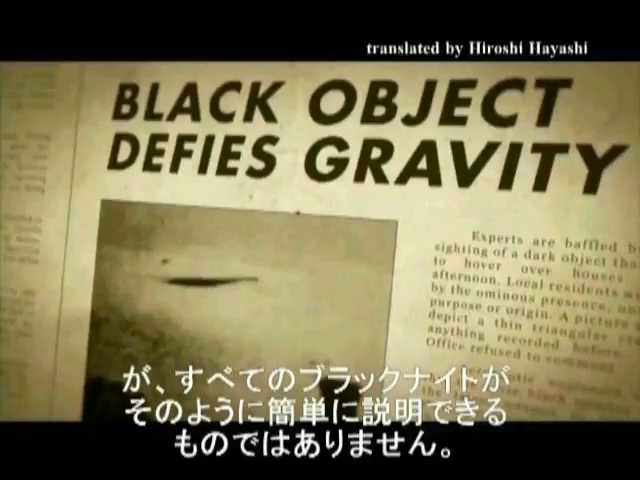 translated by Hiroshi Hayashi
BLACK OBJECT
DEFIES GRAVITY
Experts are baffled by
sighting of a dark object
to hover over houses
afternoon. Local residents
by the ominous presence,
purpose or origin. A picture
depict a thin triangular
anything recorded before
Office refused to comment
が、すべてのブラックナイトが
そのように簡単に説明できる
ものではありません。